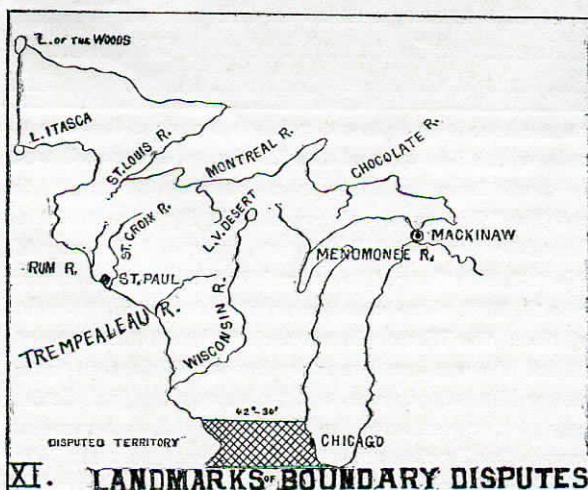 L. OF THE WOODS
L. ITASCA
ST. LOUIS R.
MONTREAL R.
CHOCOLATE R.
ST. CROIX R.
L.V. DESERT
MACKINAW
MENOMONEE R.
RUM R.
ST. PAUL
TREMPEALEAU R.
WISCONSIN R.
42°-30'
"DISPUTED TERRITORY"
CHICAGO
XI. LANDMARKS OF BOUNDARY DISPUTES